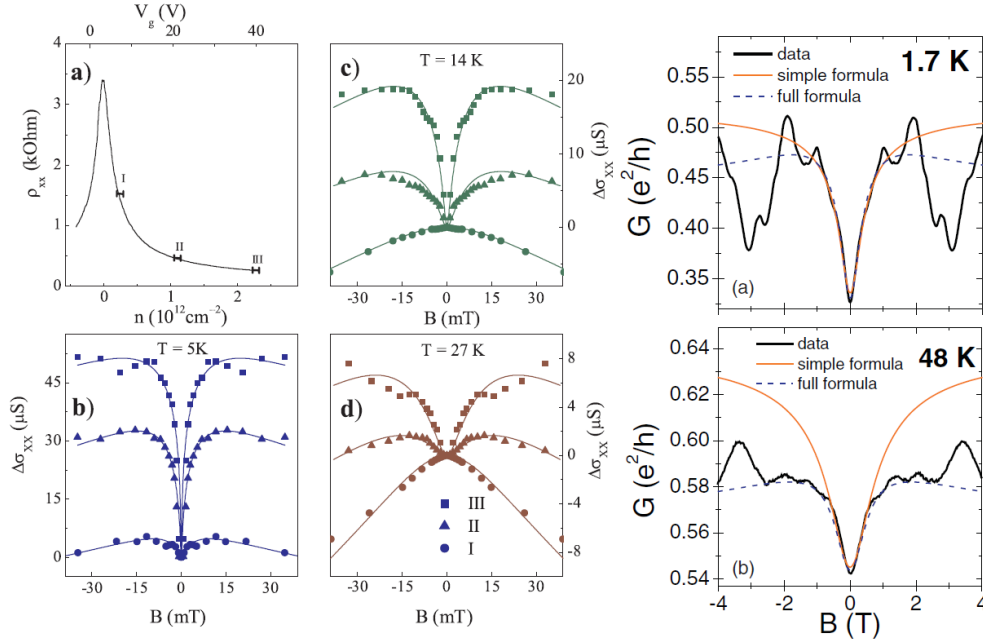 V_g (V)
0 20 40
a)
4
3
2
1
0
ρ_xx (kOhm)
I
II
III
0 1 2
n (10^12 cm^-2)
c)
T = 14 K
20
10
0
Δσ_xx (μS)
-30 -15 0 15 30
B (mT)
b)
T = 5K
45
30
15
0
Δσ_xx (μS)
-30 -15 0 15 30
B (mT)
d)
T = 27 K
8
4
0
-4
-8
Δσ_xx (μS)
III
II
I
-30 -15 0 15 30
B (mT)
data
simple formula
full formula
1.7 K
0.55
0.50
0.45
0.40
0.35
G (e^2/h)
(a)
data
simple formula
full formula
48 K
0.64
0.62
0.60
0.58
0.56
0.54
G (e^2/h)
(b)
-4 -2 0 2 4
B (T)